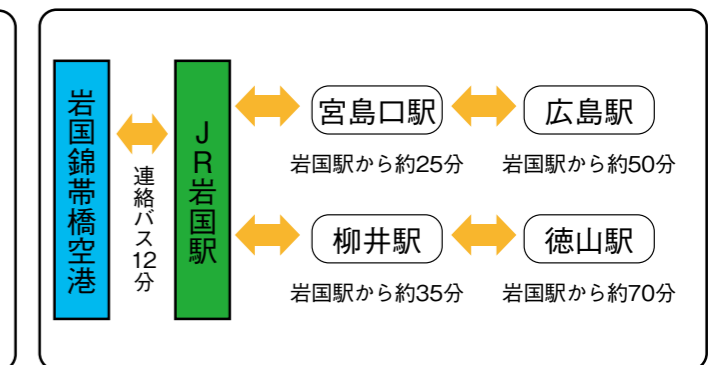 岩国錦帯橋空港
連絡バス12分
JR岩国駅
宮島口駅
岩国駅から約25分
広島駅
岩国駅から約50分
柳井駅
岩国駅から約35分
徳山駅
岩国駅から約70分